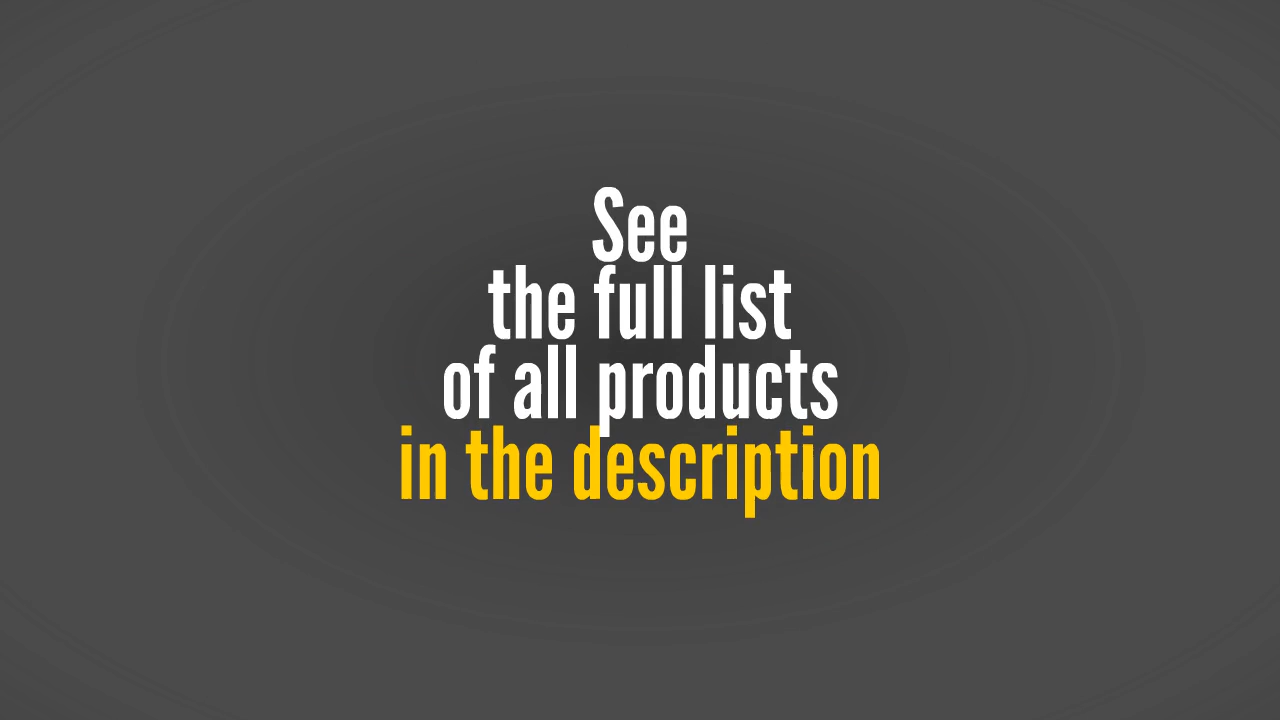 See
the full list
of all products
in the description